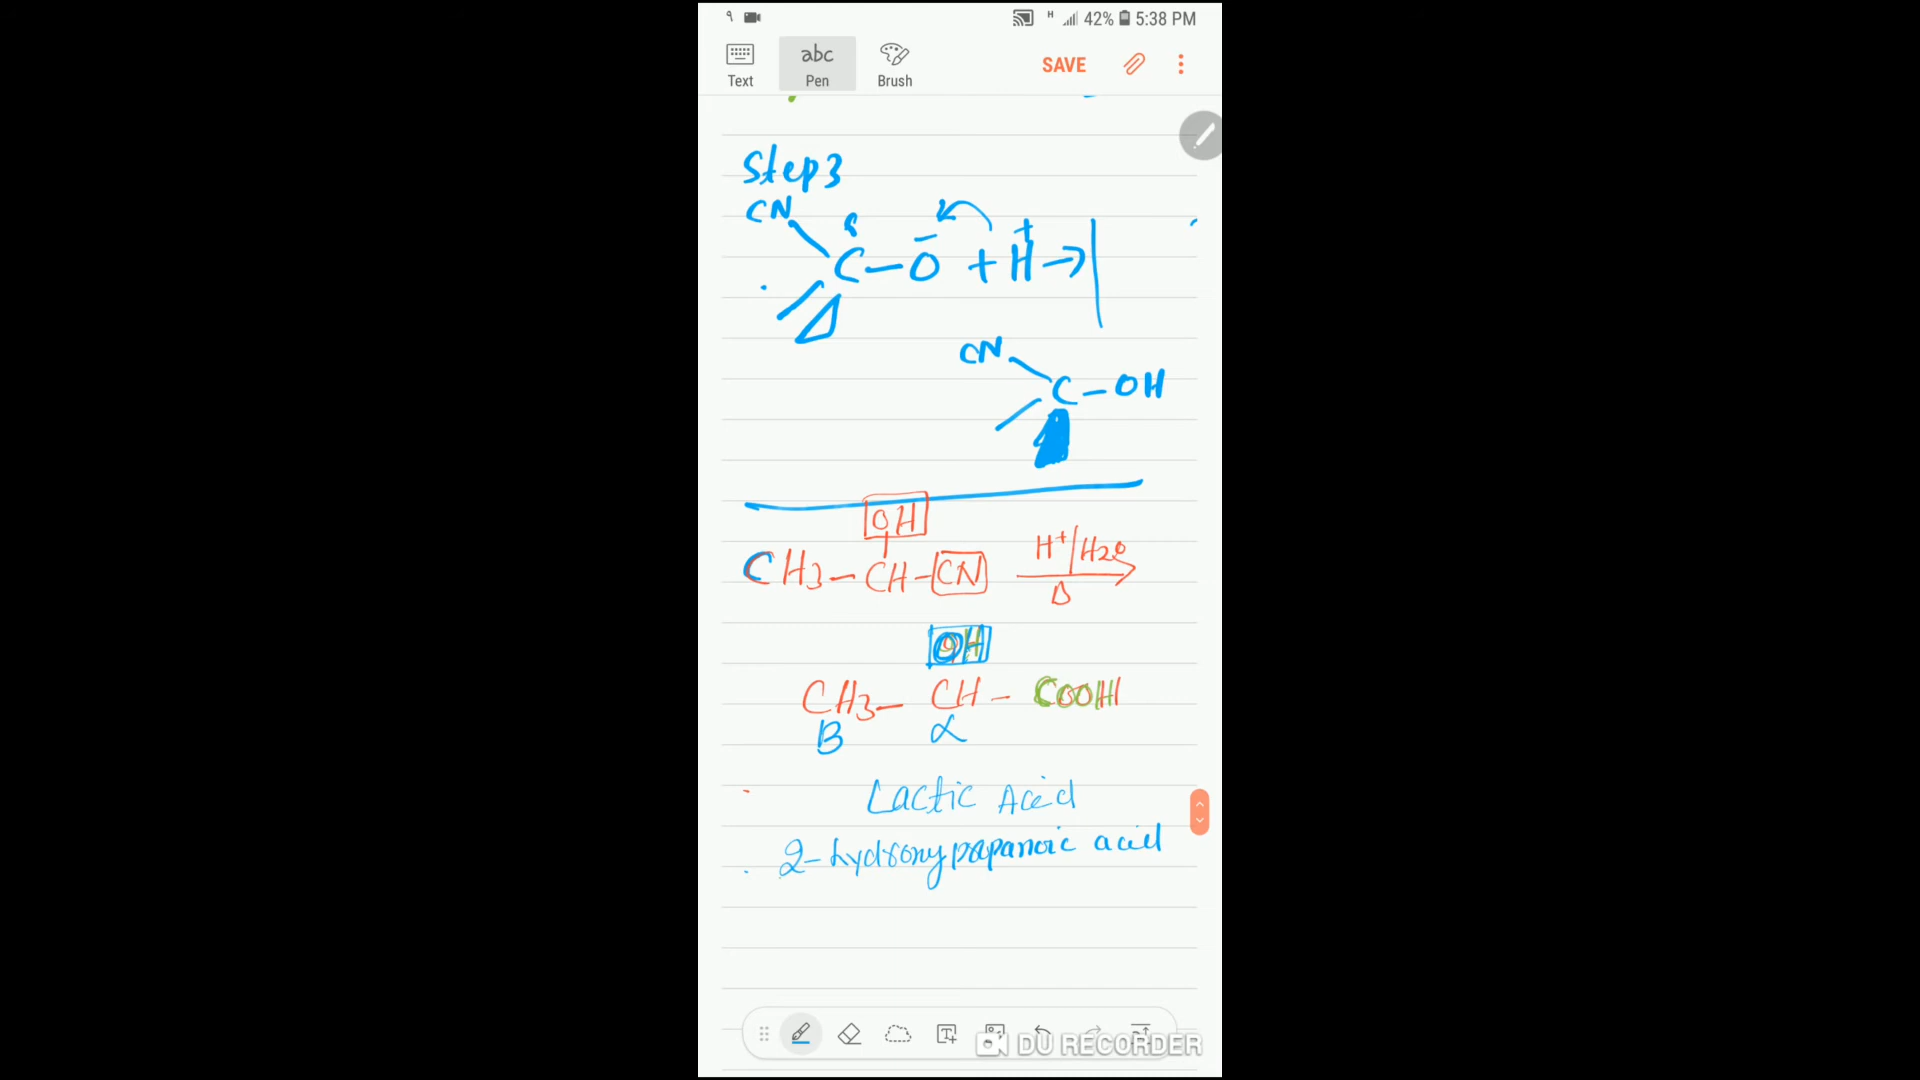 42% 5:38 PM
Text
abc
Pen
Brush
SAVE
Step 3
CN
C - O⁻ + H⁺ →
CN
C - OH
OH
CH3 - CH - CN H+/H2O
Δ
OH
CH3 - CH - COOH
B α
Lactic Acid
2-hydroxypropanoic acid
DU RECORDER